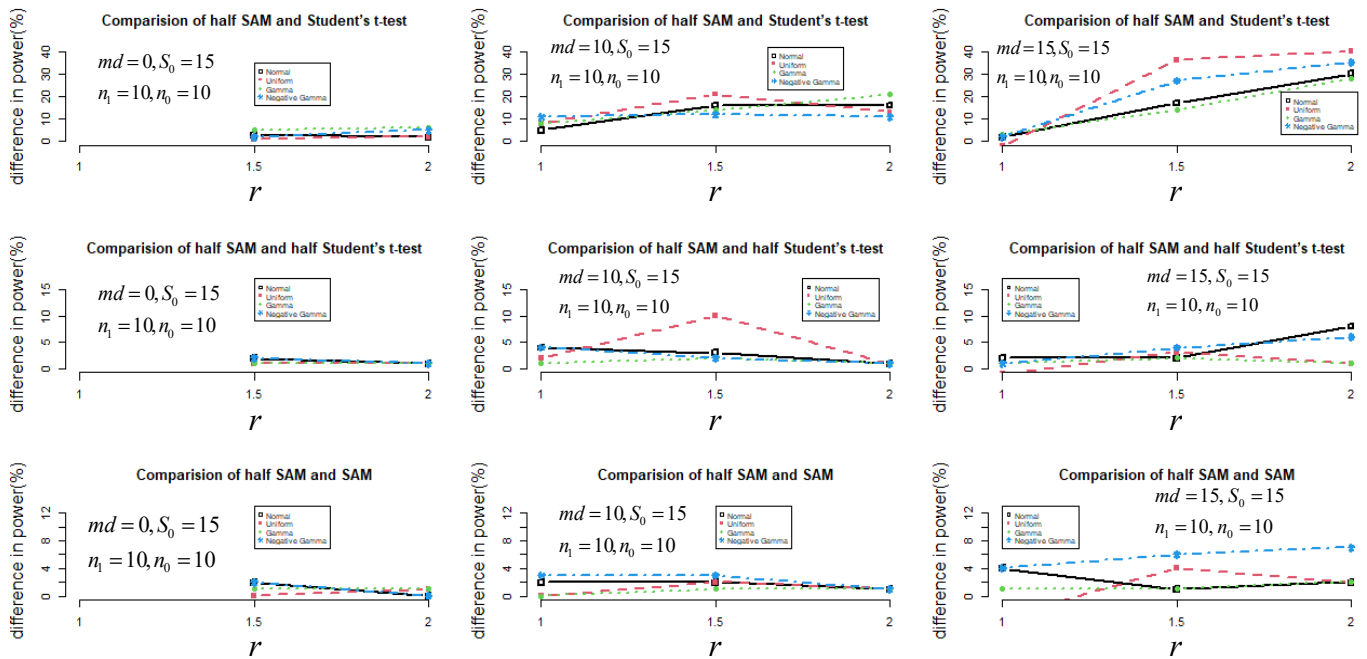 Comparision of half SAM and Student's t-test
difference in power(%)
40
30
20
10
0
md = 0, S₀ = 15
n₁ = 10, n₀ = 10
Normal
Uniform
Gamma
Negative Gamma
1
1.5
2
r
Comparision of half SAM and Student's t-test
difference in power(%)
40
30
20
10
0
md = 10, S₀ = 15
n₁ = 10, n₀ = 10
Normal
Uniform
Gamma
Negative Gamma
1
1.5
2
r
Comparision of half SAM and Student's t-test
difference in power(%)
40
30
20
10
0
md = 15, S₀ = 15
n₁ = 10, n₀ = 10
Normal
Uniform
Gamma
Negative Gamma
1
1.5
2
r
Comparision of half SAM and half Student's t-test
difference in power(%)
15
10
5
0
md = 0, S₀ = 15
n₁ = 10, n₀ = 10
Normal
Uniform
Gamma
Negative Gamma
1
1.5
2
r
Comparision of half SAM and half Student's t-test
difference in power(%)
15
10
5
0
md = 10, S₀ = 15
n₁ = 10, n₀ = 10
Normal
Uniform
Gamma
Negative Gamma
1
1.5
2
r
Comparision of half SAM and half Student's t-test
difference in power(%)
15
10
5
0
Normal
Uniform
Gamma
Negative Gamma
md = 15, S₀ = 15
n₁ = 10, n₀ = 10
1
1.5
2
r
Comparision of half SAM and SAM
difference in power(%)
12
8
4
2
0
md = 0, S₀ = 15
n₁ = 10, n₀ = 10
Normal
Uniform
Gamma
Negative Gamma
1
1.5
2
r
Comparision of half SAM and SAM
difference in power(%)
12
8
4
2
0
md = 10, S₀ = 15
n₁ = 10, n₀ = 10
Normal
Uniform
Gamma
Negative Gamma
1
1.5
2
r
Comparision of half SAM and SAM
difference in power(%)
12
8
4
2
0
Normal
Uniform
Gamma
Negative Gamma
md = 15, S₀ = 15
n₁ = 10, n₀ = 10
1
1.5
2
r